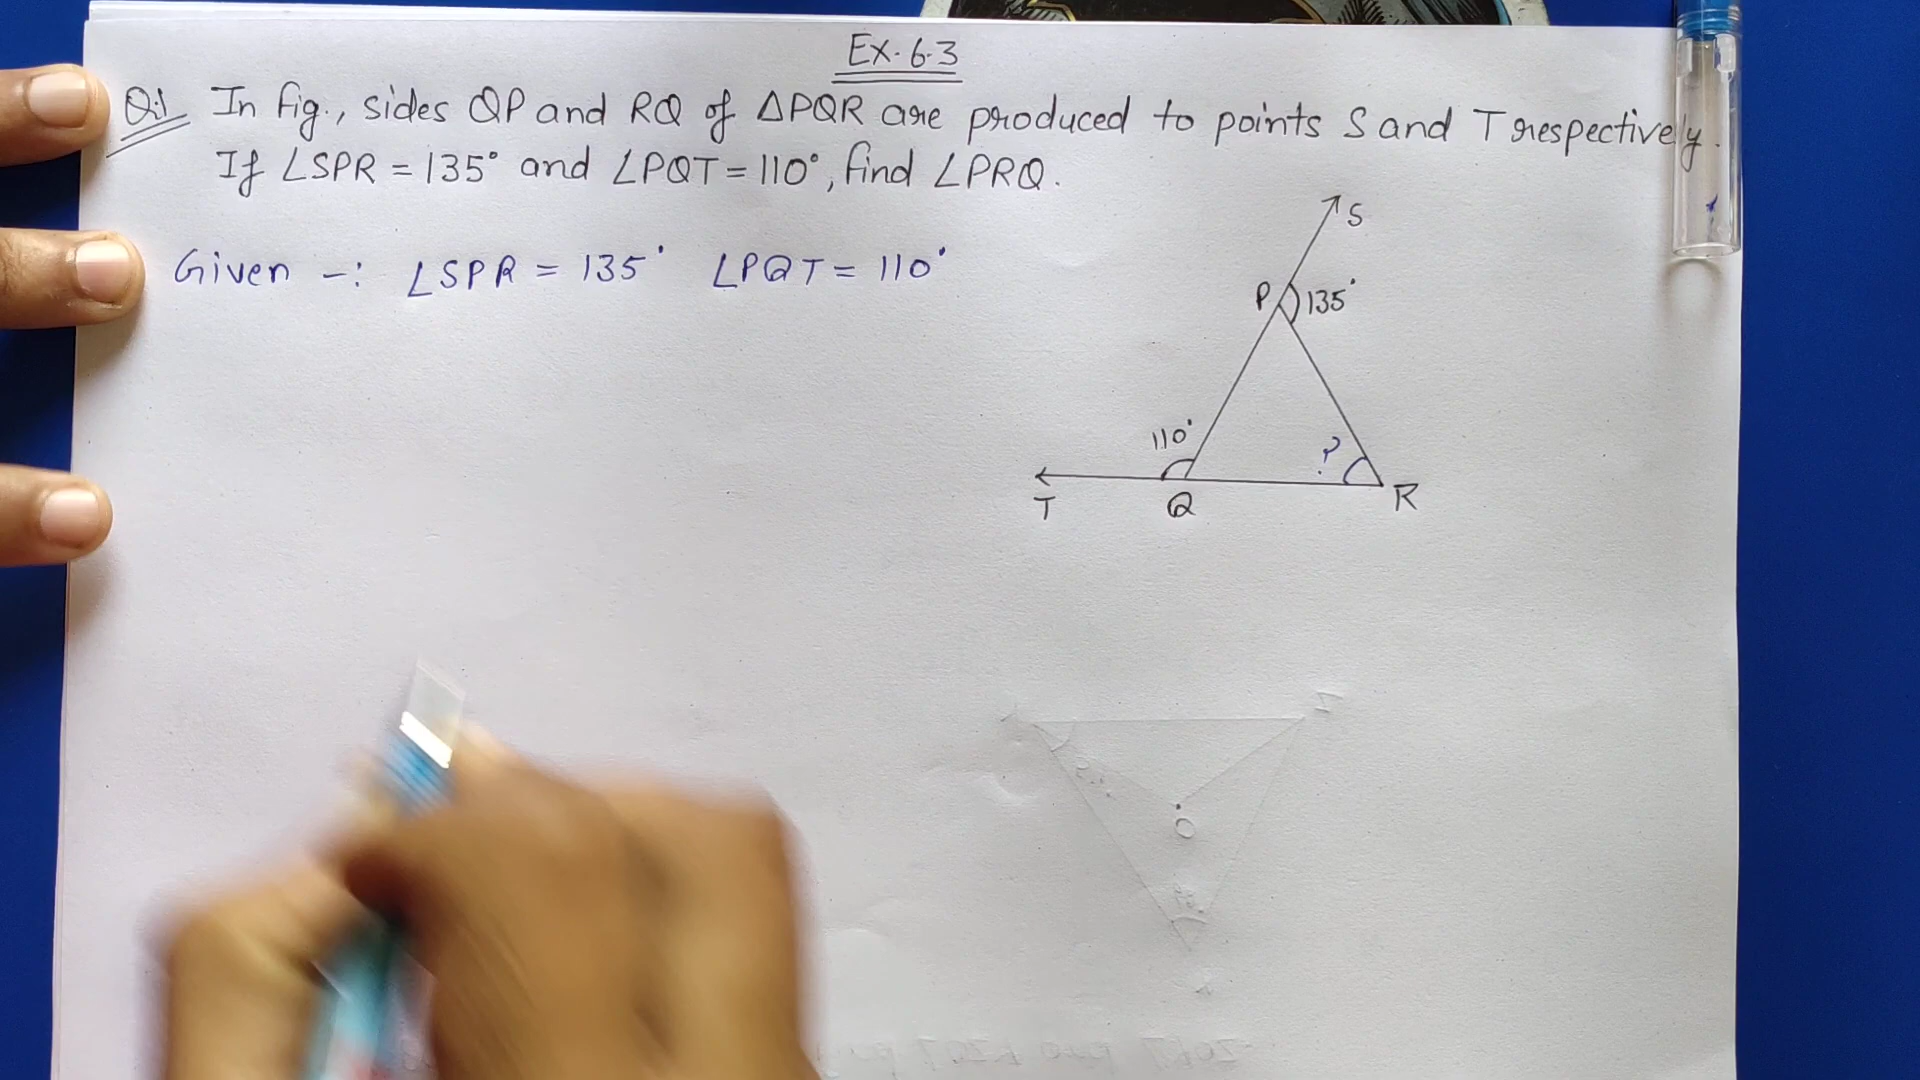 Ex. 6.3
Q.1 In fig., sides QP and RQ of △PQR are produced to points S and T respectively.
If ∠SPR = 135° and ∠PQT = 110°, find ∠PRQ.
Given -: ∠SPR = 135° ∠PQT = 110°
S
P 135°
110°
?
T Q R
O